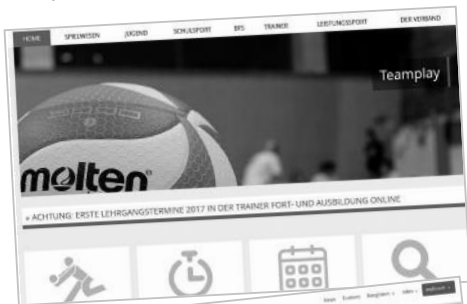 HOME SPIELWESEN JUGEND SCHULSPORT BFS TRAINER LEISTUNGSSPORT DER VERBAND
Teamplay
molten
» ACHTUNG: ERSTE LEHRGANGSTERMINE 2017 IN DER TRAINER FORT- UND AUSBILDUNG ONLINE
News